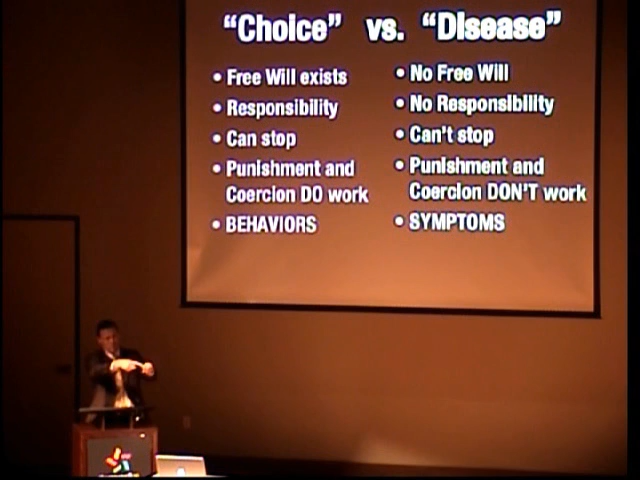 “Choice” vs. “Disease”
• Free Will exists
• Responsibility
• Can stop
• Punishment and
Coercion DO work
• BEHAVIORS
• No Free Will
• No Responsibility
• Can't stop
• Punishment and
Coercion DON'T work
• SYMPTOMS